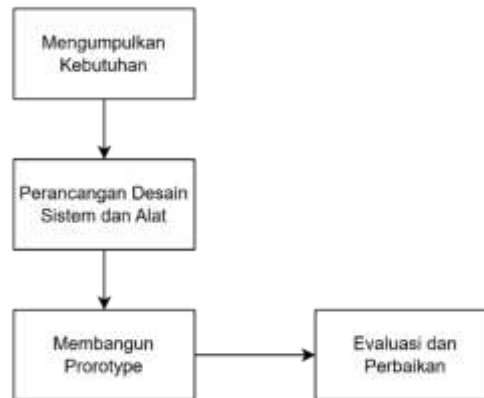 Mengumpulkan
Kebutuhan
Perancangan Desain
Sistem dan Alat
Membangun
Prorotype
Evaluasi dan
Perbaikan